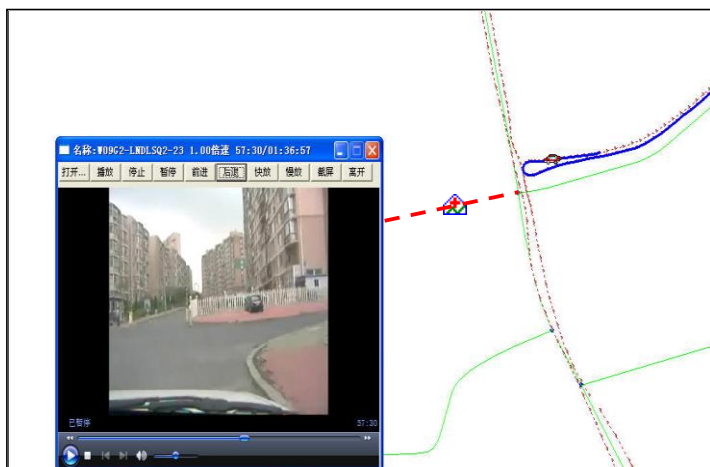 名称:W09G2-LNDLSQ2-23 1.00倍速 57:30/01:36:57
打开... 播放 停止 暂停 前进 后退 快放 慢放 截屏 离开
已暂停 57:30